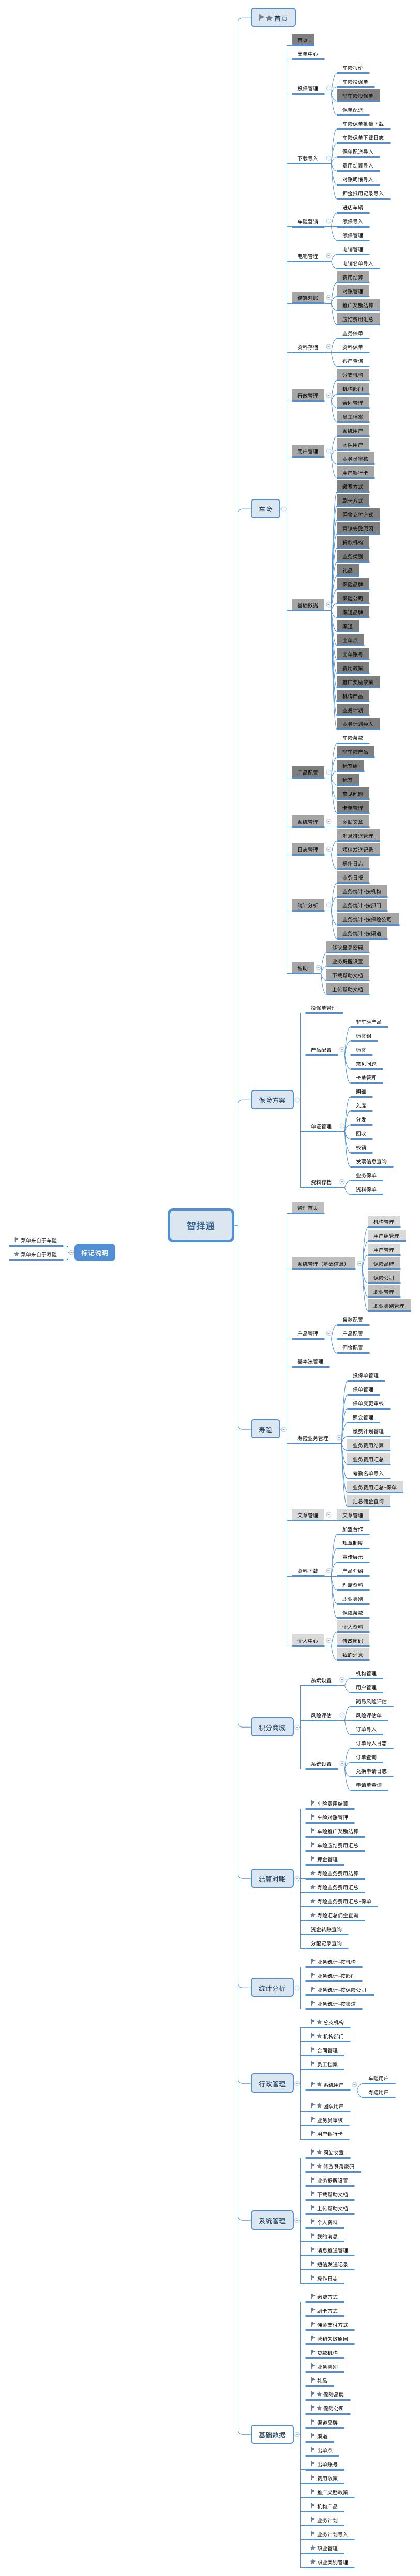 首页
首页
出单中心
投保管理
车险报价
车险投保单
非车险投保单
保单配送
下载导入
车险保单批量下载
车险保单下载日志
保单配送导入
费用结算导入
对账明细导入
押金抵用记录导入
车险营销
进店车辆
续保导入
续保管理
电销管理
电销管理
电销名单导入
结算对账
费用结算
对账管理
推广奖励结算
应结费用汇总
资料存档
业务保单
资料保单
客户查询
行政管理
分支机构
机构部门
合同管理
员工档案
用户管理
系统用户
团队用户
业务员审核
用户银行卡
车险
基础数据
缴费方式
刷卡方式
佣金支付方式
营销失败原因
贷款机构
业务类别
礼品
保险品牌
保险公司
渠道品牌
渠道
出单点
出单账号
费用政策
推广奖励政策
机构产品
业务计划
业务计划导入
产品配置
车险条款
非车险产品
标签组
标签
常见问题
卡单管理
系统管理
网站文章
日志管理
消息推送管理
短信发送记录
操作日志
统计分析
业务日报
业务统计-按机构
业务统计-按部门
业务统计-按保险公司
业务统计-按渠道
帮助
修改登录密码
业务提醒设置
下载帮助文档
上传帮助文档
保险方案
投保单管理
产品配置
非车险产品
标签组
标签
常见问题
卡单管理
单证管理
明细
入库
分发
回收
核销
发票信息查询
资料存档
业务保单
资料保单
智择通
标记说明
菜单来自于车险
菜单来自于寿险
寿险
管理首页
系统管理（基础信息）
机构管理
用户组管理
用户管理
保险品牌
保险公司
职业管理
职业类别管理
产品管理
条款配置
产品配置
佣金配置
基本法管理
寿险业务管理
投保单管理
保单管理
保单变更审核
照会管理
缴费计划管理
业务费用结算
业务费用汇总
考勤名单导入
业务费用汇总-保单
汇总佣金查询
文章管理
文章管理
资料下载
加盟合作
规章制度
宣传展示
产品介绍
理赔资料
职业类别
保障条款
个人中心
个人资料
修改密码
我的消息
积分商城
系统设置
机构管理
用户管理
风险评估
简易风险评估
风险评估单
订单导入
系统设置
订单导入日志
订单查询
兑换申请日志
申请单查询
结算对账
车险费用结算
车险对账管理
车险推广奖励结算
车险应结费用汇总
押金管理
寿险业务费用结算
寿险业务费用汇总
寿险业务费用汇总-保单
寿险汇总佣金查询
资金转账查询
分配记录查询
统计分析
业务统计-按机构
业务统计-按部门
业务统计-按保险公司
业务统计-按渠道
行政管理
分支机构
机构部门
合同管理
员工档案
系统用户
车险用户
寿险用户
团队用户
业务员审核
用户银行卡
系统管理
网站文章
修改登录密码
业务提醒设置
下载帮助文档
上传帮助文档
个人资料
我的消息
消息推送管理
短信发送记录
操作日志
基础数据
缴费方式
刷卡方式
佣金支付方式
营销失败原因
贷款机构
业务类别
礼品
保险品牌
保险公司
渠道品牌
渠道
出单点
出单账号
费用政策
推广奖励政策
机构产品
业务计划
业务计划导入
职业管理
职业类别管理